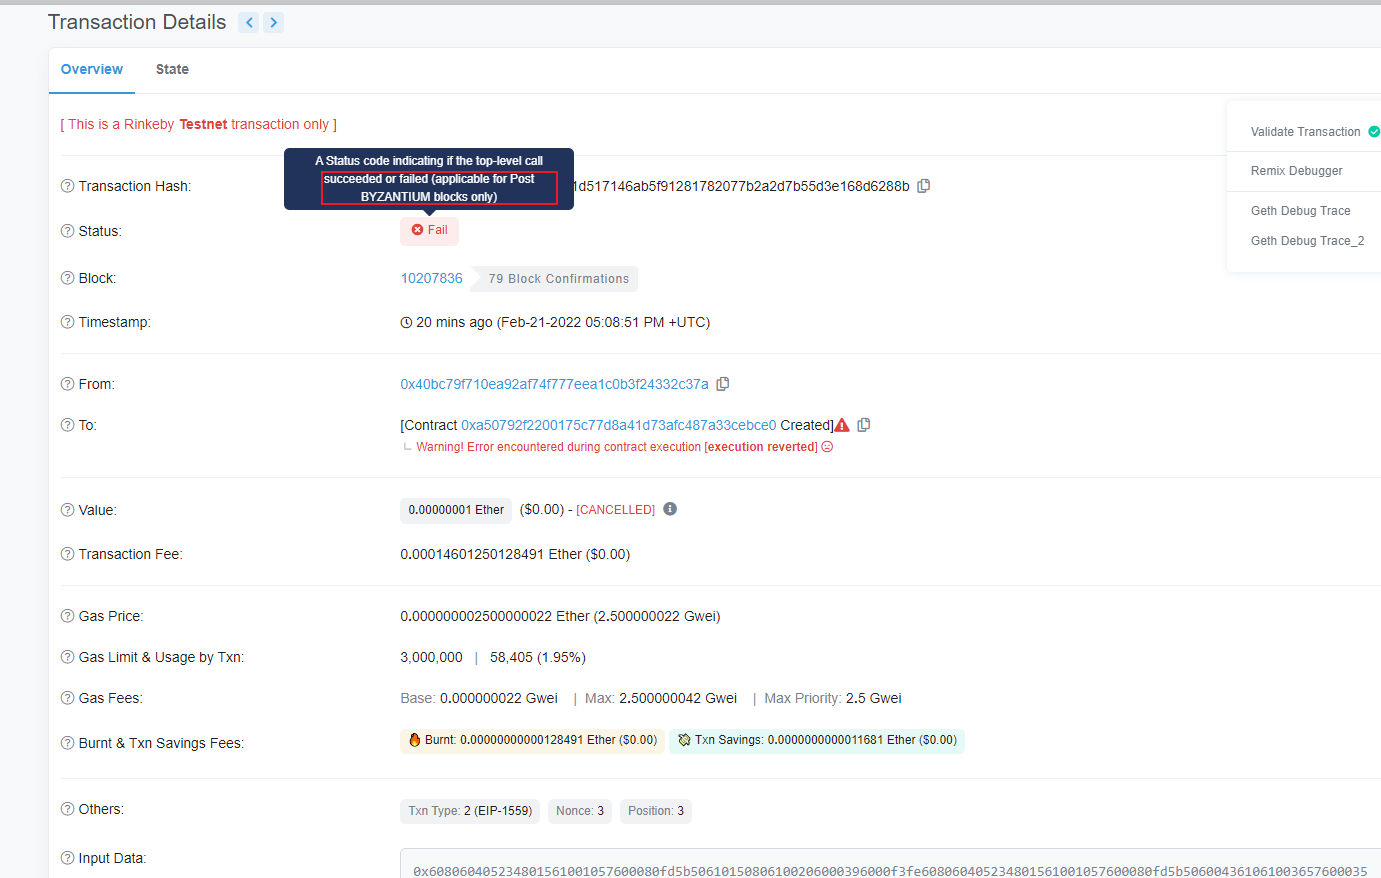 Transaction Details
Overview State
[ This is a Rinkeby Testnet transaction only ]
Validate Transaction
Remix Debugger
Geth Debug Trace
Geth Debug Trace_2
A Status code indicating if the top-level call
succeeded or failed (applicable for Post
BYZANTIUM blocks only)
Transaction Hash: 1d517146ab5f91281782077b2a2d7b55d3e168d6288b
Status: Fail
Block: 10207836 79 Block Confirmations
Timestamp: 20 mins ago (Feb-21-2022 05:08:51 PM +UTC)
From: 0x40bc79f710ea92af74f777eea1c0b3f24332c37a
To: [Contract 0xa50792f2200175c77d8a41d73afc487a33cebce0 Created]
Warning! Error encountered during contract execution [execution reverted]
Value: 0.00000001 Ether ($0.00) - [CANCELLED]
Transaction Fee: 0.00014601250128491 Ether ($0.00)
Gas Price: 0.000000002500000022 Ether (2.500000022 Gwei)
Gas Limit & Usage by Txn: 3,000,000 | 58,405 (1.95%)
Gas Fees: Base: 0.000000022 Gwei | Max: 2.500000042 Gwei | Max Priority: 2.5 Gwei
Burnt & Txn Savings Fees: Burnt: 0.00000000000128491 Ether ($0.00) Txn Savings: 0.0000000000011681 Ether ($0.00)
Others: Txn Type: 2 (EIP-1559) Nonce: 3 Position: 3
Input Data:
0x608060405234801561001057600080fd5b50610150806100206000396000f3fe608060405234801561001057600080fd5b506004361061003657600035